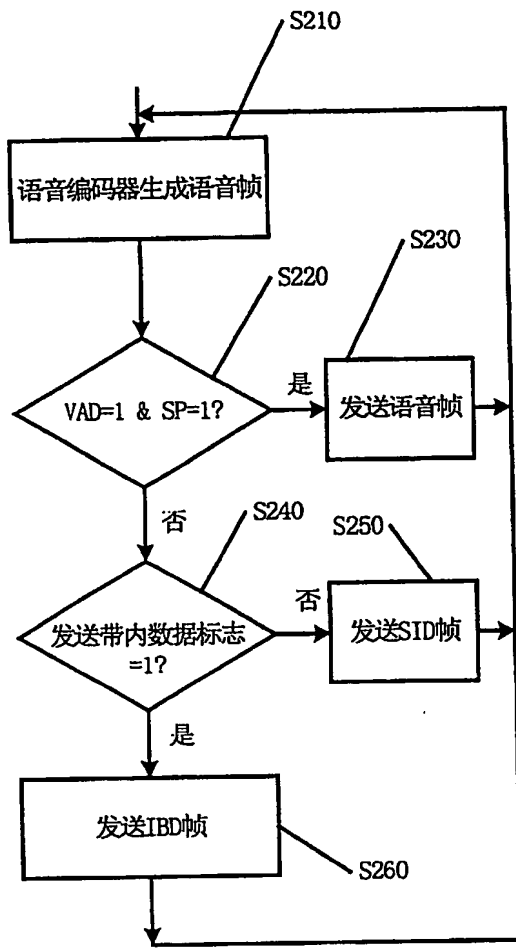 S210
语音编码器生成语音帧
S220
VAD=1 & SP=1?
是
S230
发送语音帧
否
S240
发送带内数据标志
=1?
否
S250
发送SID帧
是
发送IBD帧
S260